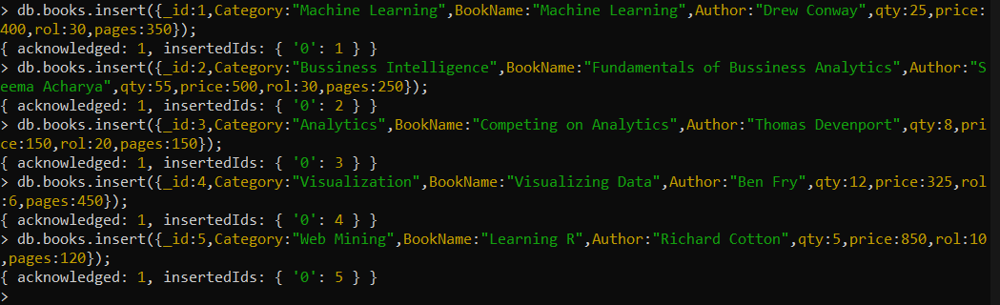 > db.books.insert({_id:1,Category:"Machine Learning",BookName:"Machine Learning",Author:"Drew Conway",qty:25,price:
400,rol:30,pages:350});
{ acknowledged: 1, insertedIds: { '0': 1 } }
> db.books.insert({_id:2,Category:"Bussiness Intelligence",BookName:"Fundamentals of Bussiness Analytics",Author:"S
eema Acharya",qty:55,price:500,rol:30,pages:250});
{ acknowledged: 1, insertedIds: { '0': 2 } }
> db.books.insert({_id:3,Category:"Analytics",BookName:"Competing on Analytics",Author:"Thomas Devenport",qty:8,pri
ce:150,rol:20,pages:150});
{ acknowledged: 1, insertedIds: { '0': 3 } }
> db.books.insert({_id:4,Category:"Visualization",BookName:"Visualizing Data",Author:"Ben Fry",qty:12,price:325,rol
:6,pages:450});
{ acknowledged: 1, insertedIds: { '0': 4 } }
> db.books.insert({_id:5,Category:"Web Mining",BookName:"Learning R",Author:"Richard Cotton",qty:5,price:850,rol:10
,pages:120});
{ acknowledged: 1, insertedIds: { '0': 5 } }
>